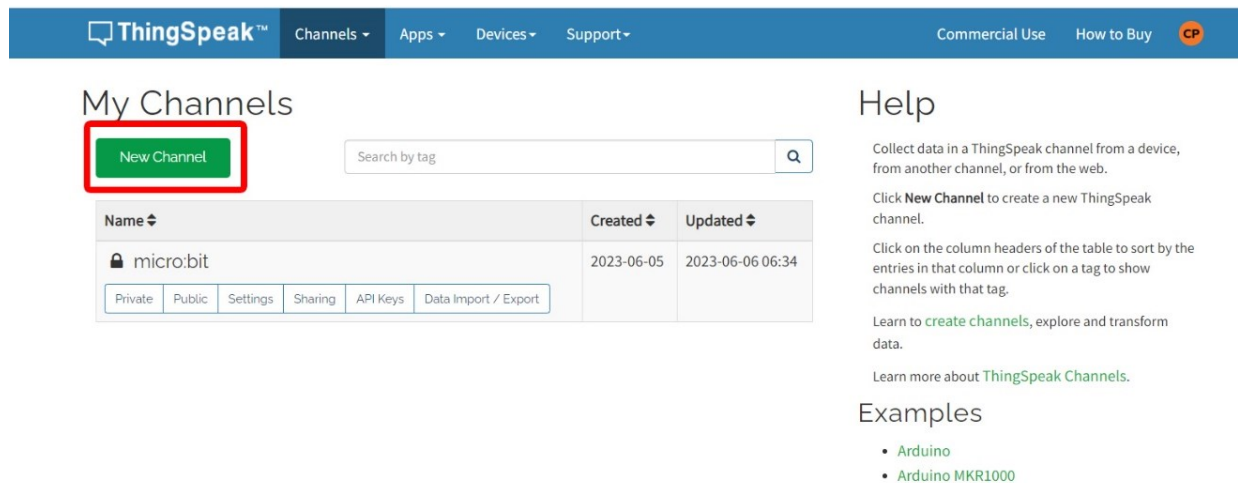 ThingSpeak™ Channels Apps Devices Support Commercial Use How to Buy CP
My Channels
New Channel
Search by tag
Name Created Updated
micro:bit 2023-06-05 2023-06-06 06:34
Private Public Settings Sharing API Keys Data Import / Export
Help
Collect data in a ThingSpeak channel from a device,
from another channel, or from the web.
Click New Channel to create a new ThingSpeak
channel.
Click on the column headers of the table to sort by the
entries in that column or click on a tag to show
channels with that tag.
Learn to create channels, explore and transform
data.
Learn more about ThingSpeak Channels.
Examples
• Arduino
• Arduino MKR1000